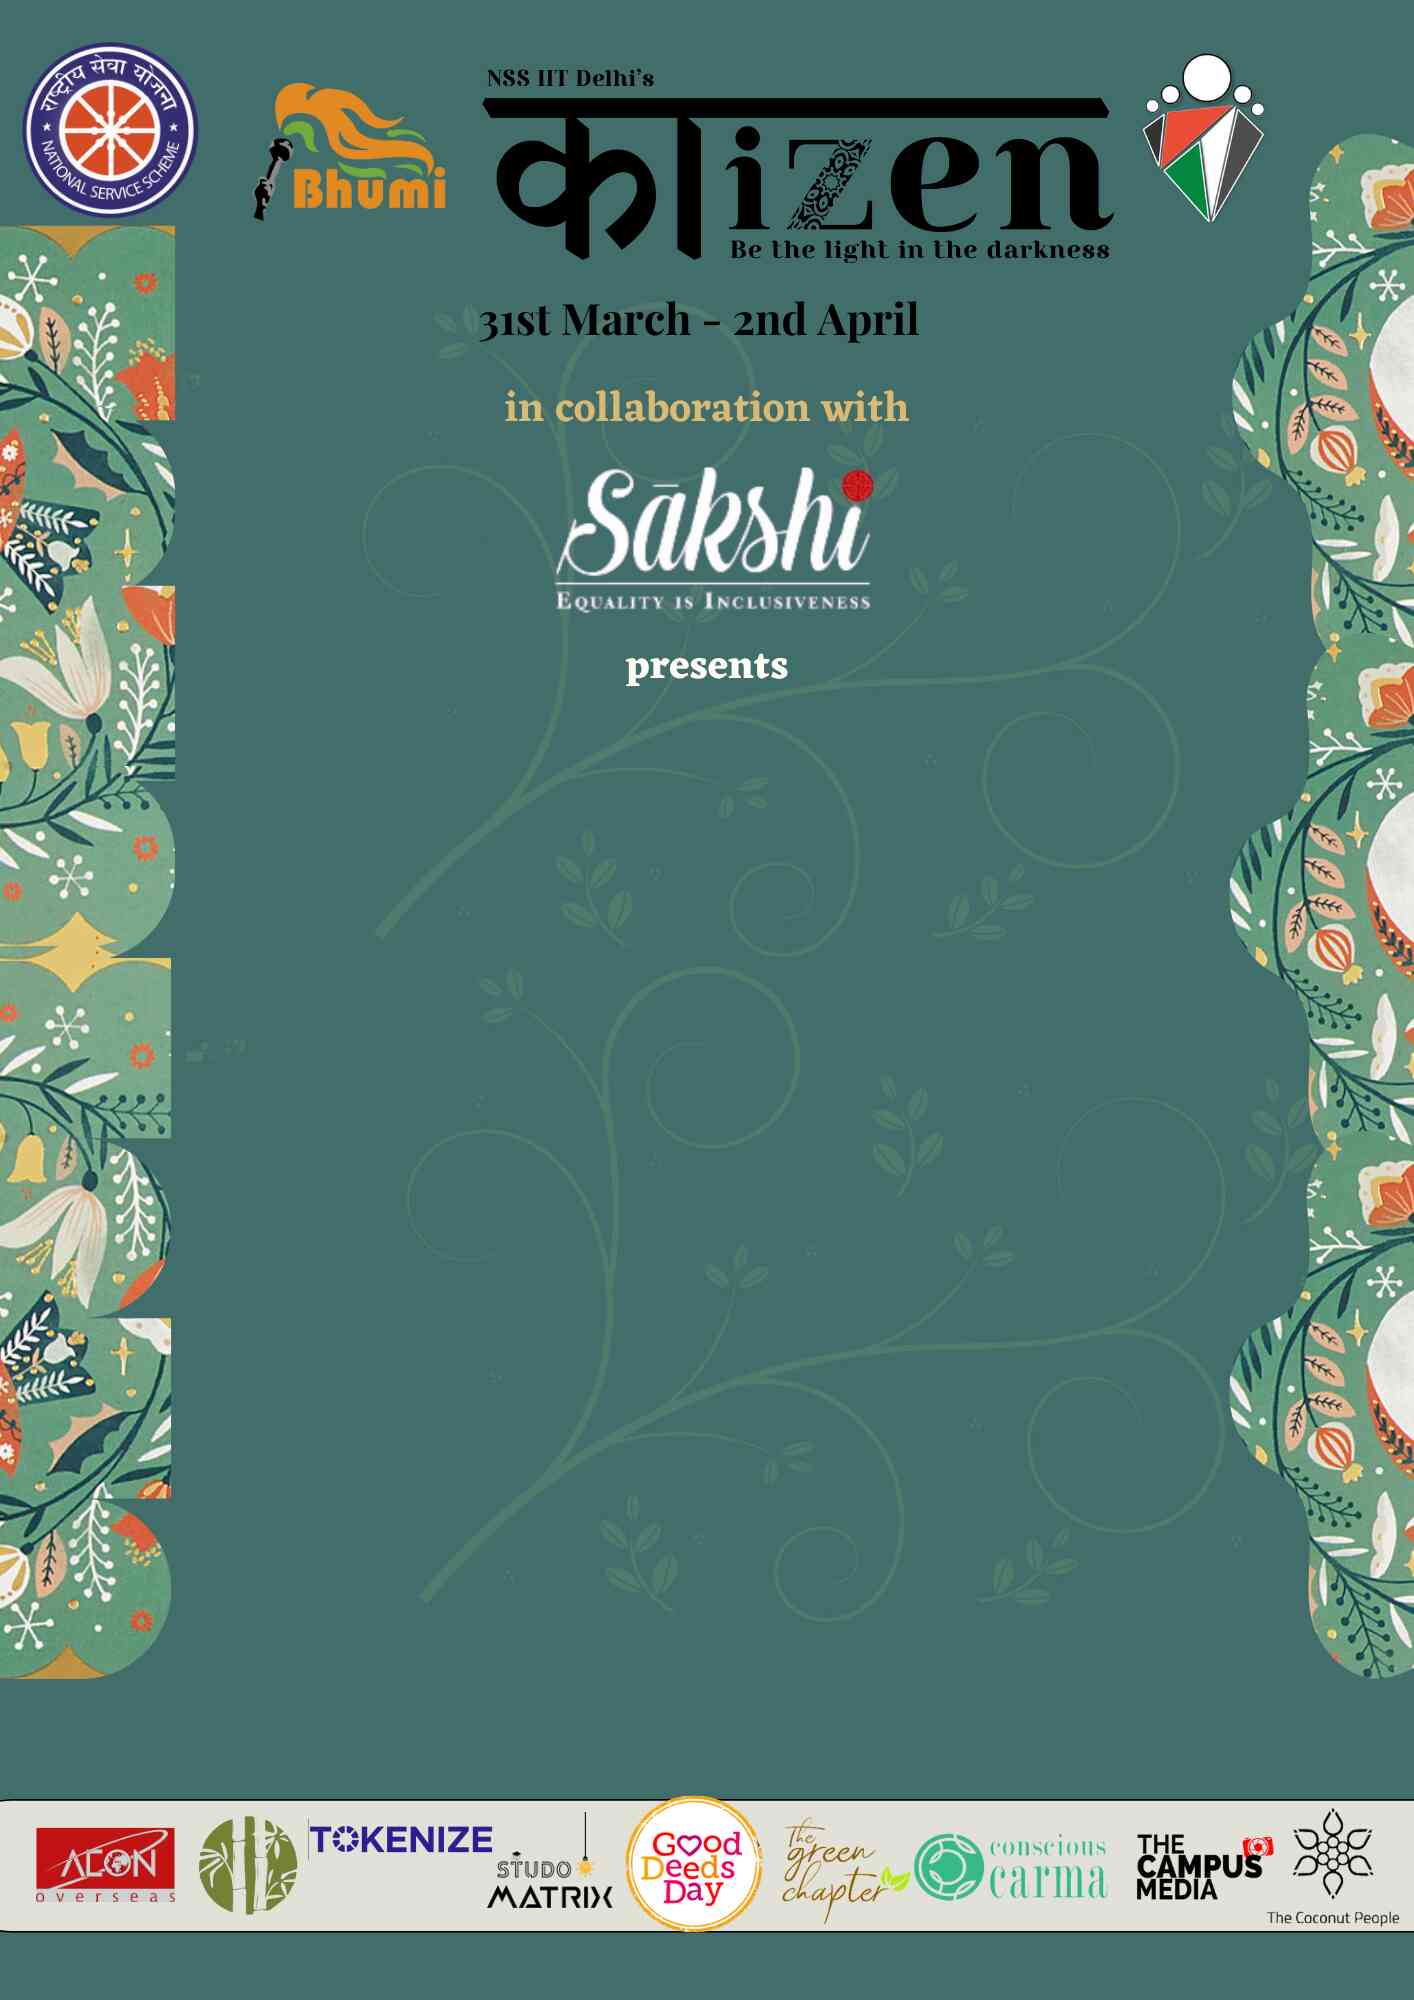 राष्ट्रीय सेवा योजना
NATIONAL SERVICE SCHEME
Bhumi
NSS IIT Delhi's
काizen
Be the light in the darkness
31st March - 2nd April
in collaboration with
Sākshi
EQUALITY IS INCLUSIVENESS
presents
AEON
overseas
TOKENIZE
STUDO
MATRIX
Good
Deeds
Day
the
green
chapter
conscious
carma
THE
CAMPUS
MEDIA
The Coconut People